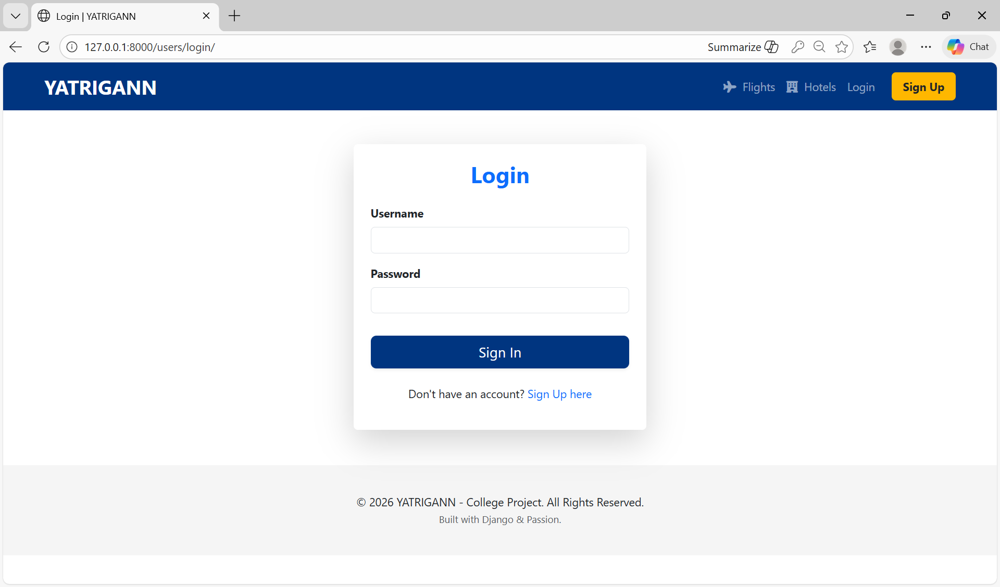 Login | YATRIGANN
127.0.0.1:8000/users/login/
Summarize
Chat
YATRIGANN
Flights
Hotels
Login
Sign Up
Login
Username
Password
Sign In
Don't have an account? Sign Up here
© 2026 YATRIGANN - College Project. All Rights Reserved.
Built with Django & Passion.